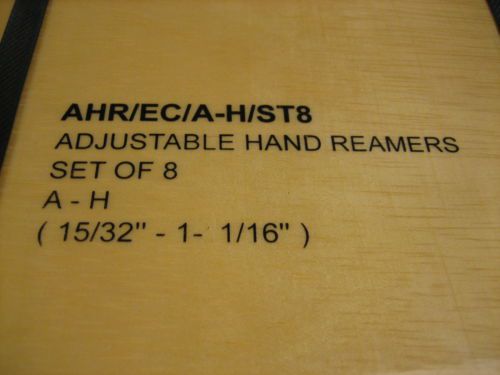 AHR/EC/A-H/ST8
ADJUSTABLE HAND REAMERS
SET OF 8
A - H
( 15/32" - 1- 1/16" )